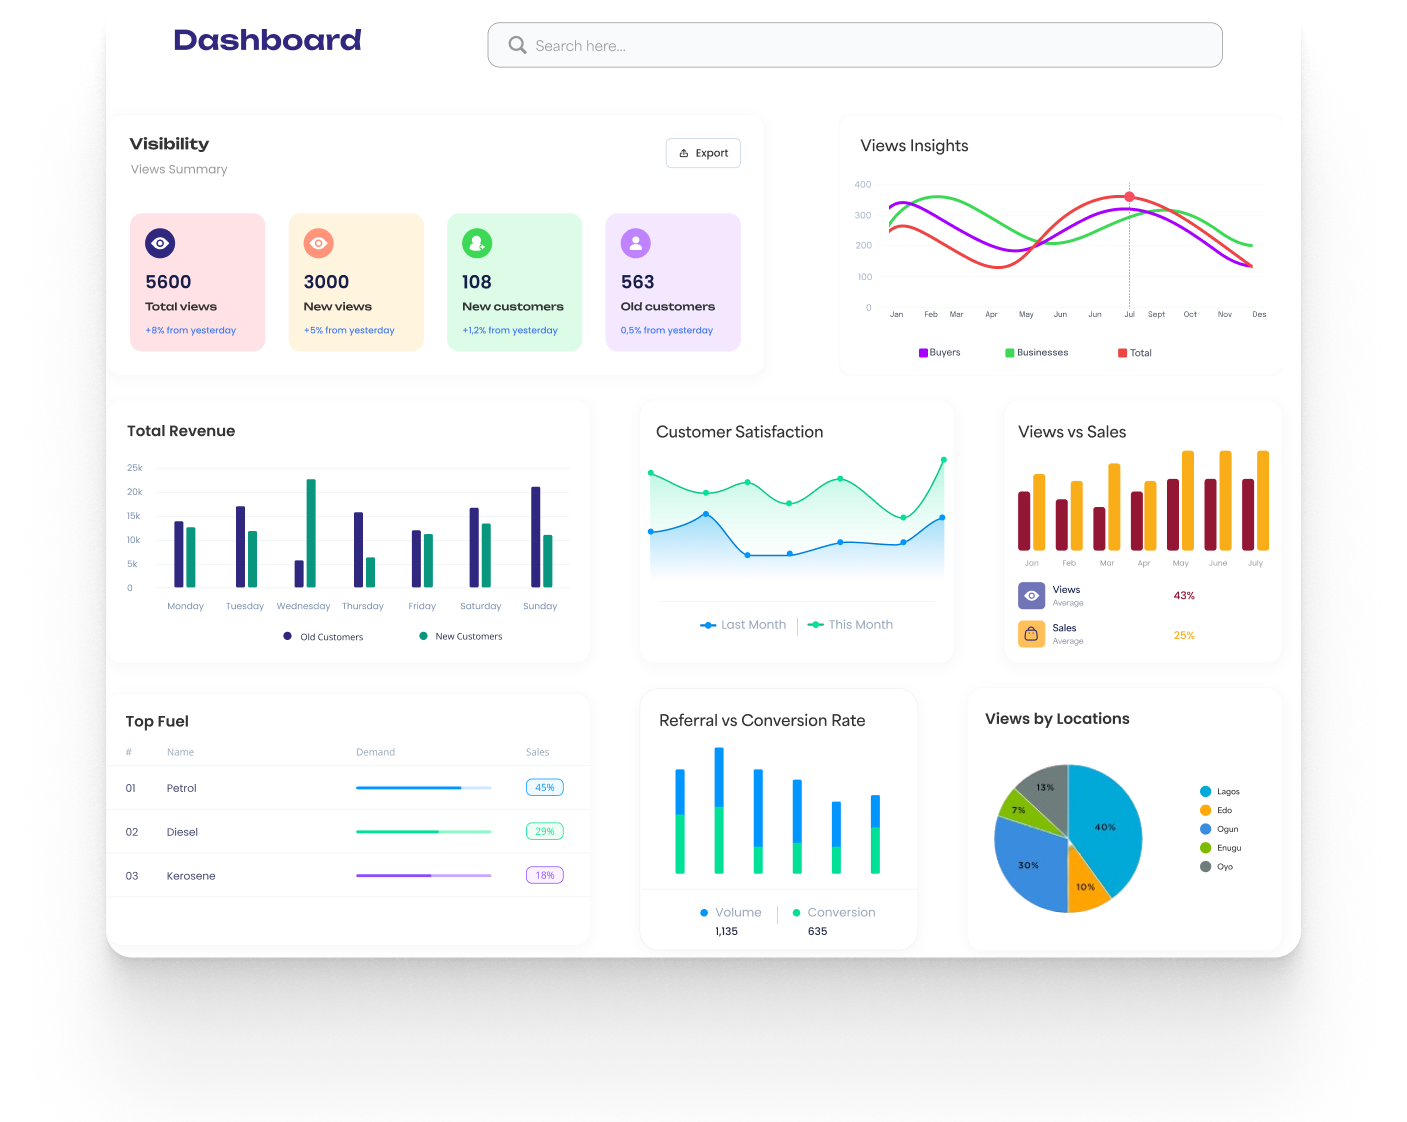 Dashboard
Search here...
Visibility
Views Summary
Export
5600
Total views
+8% from yesterday
3000
New views
+5% from yesterday
108
New customers
+1,2% from yesterday
563
Old customers
0,5% from yesterday
Views Insights
400
300
200
100
0
Jan Feb Mar Apr May Jun Jun Jul Sept Oct Nov Des
Buyers Businesses Total
Total Revenue
25k
20k
15k
10k
5k
0
Monday Tuesday Wednesday Thursday Friday Saturday Sunday
Old Customers New Customers
Customer Satisfaction
Last Month This Month
Views vs Sales
Jan Feb Mar Apr May June July
Views
Average
43%
Sales
Average
25%
Top Fuel
# Name Demand Sales
01 Petrol 45%
02 Diesel 29%
03 Kerosene 18%
Referral vs Conversion Rate
Volume Conversion
1,135 635
Views by Locations
13%
7%
40%
30%
10%
Lagos
Edo
Ogun
Enugu
Oyo